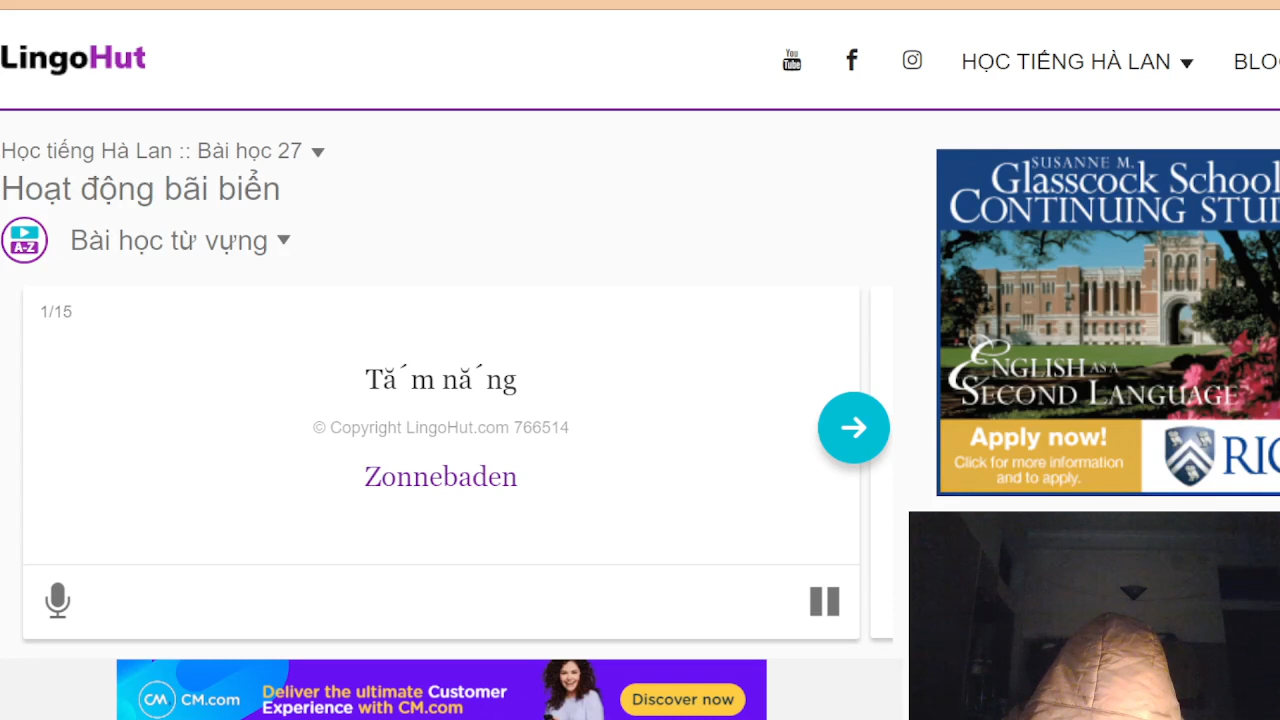 LingoHut
You Tube
HỌC TIẾNG HÀ LAN
BLO
Học tiếng Hà Lan :: Bài học 27
Hoạt động bãi biển
A-Z
Bài học từ vựng
1/15
Tắm nắng
© Copyright LingoHut.com 766514
Zonnebaden
SUSANNE M.
Glasscock School
CONTINUING STU
ENGLISH AS A
SECOND LANGUAGE
Apply now!
Click for more information
and to apply.
RIC
CM.com
Deliver the ultimate Customer
Experience with CM.com
Discover now